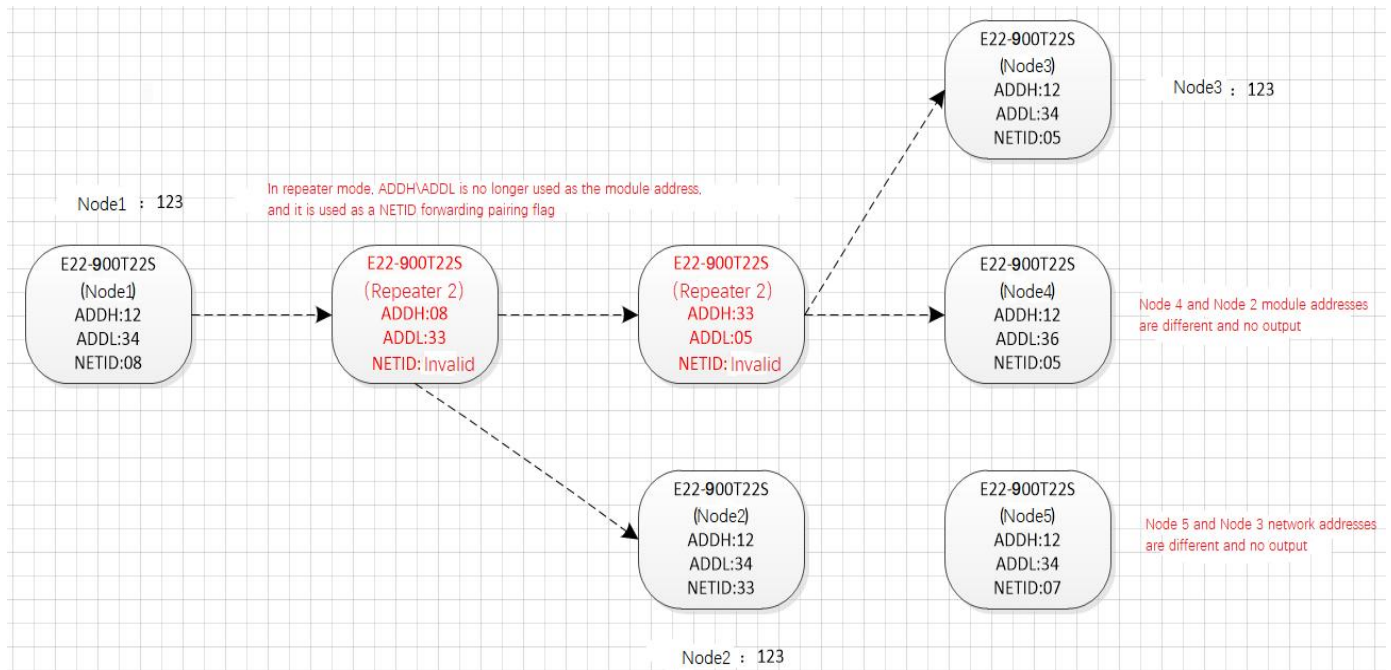 E22-900T22S
(Node3)
ADDH:12
ADDL:34
NETID:05
Node3 : 123
Node1 : 123
In repeater mode, ADDH\ADDL is no longer used as the module address,
and it is used as a NETID forwarding pairing flag
E22-900T22S
(Node1)
ADDH:12
ADDL:34
NETID:08
E22-900T22S
(Repeater 2)
ADDH:08
ADDL:33
NETID: Invalid
E22-900T22S
(Repeater 2)
ADDH:33
ADDL:05
NETID: Invalid
E22-900T22S
(Node4)
ADDH:12
ADDL:36
NETID:05
Node 4 and Node 2 module addresses
are different and no output
E22-900T22S
(Node2)
ADDH:12
ADDL:34
NETID:33
E22-900T22S
(Node5)
ADDH:12
ADDL:34
NETID:07
Node 5 and Node 3 network addresses
are different and no output
Node2 : 123